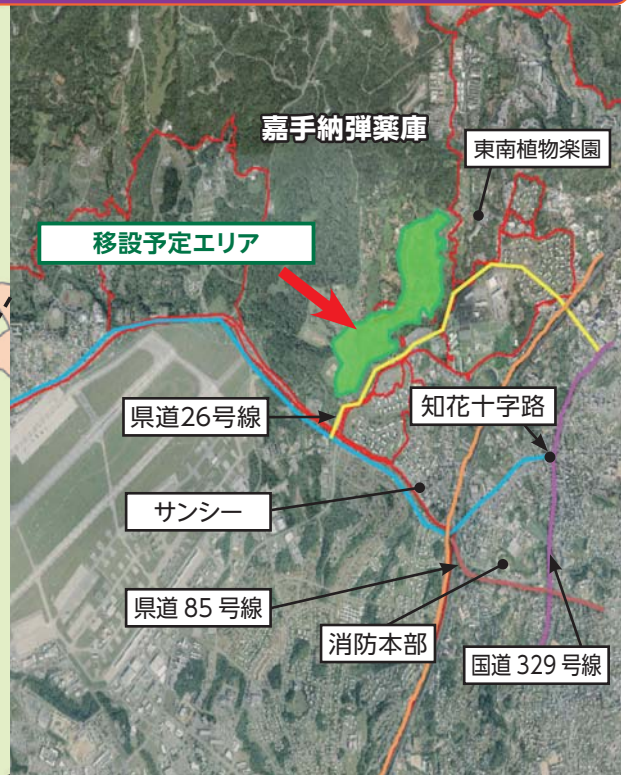 嘉手納弾薬庫
東南植物楽園
移設予定エリア
県道26号線
知花十字路
サンシー
県道 85 号線
消防本部
国道 329 号線